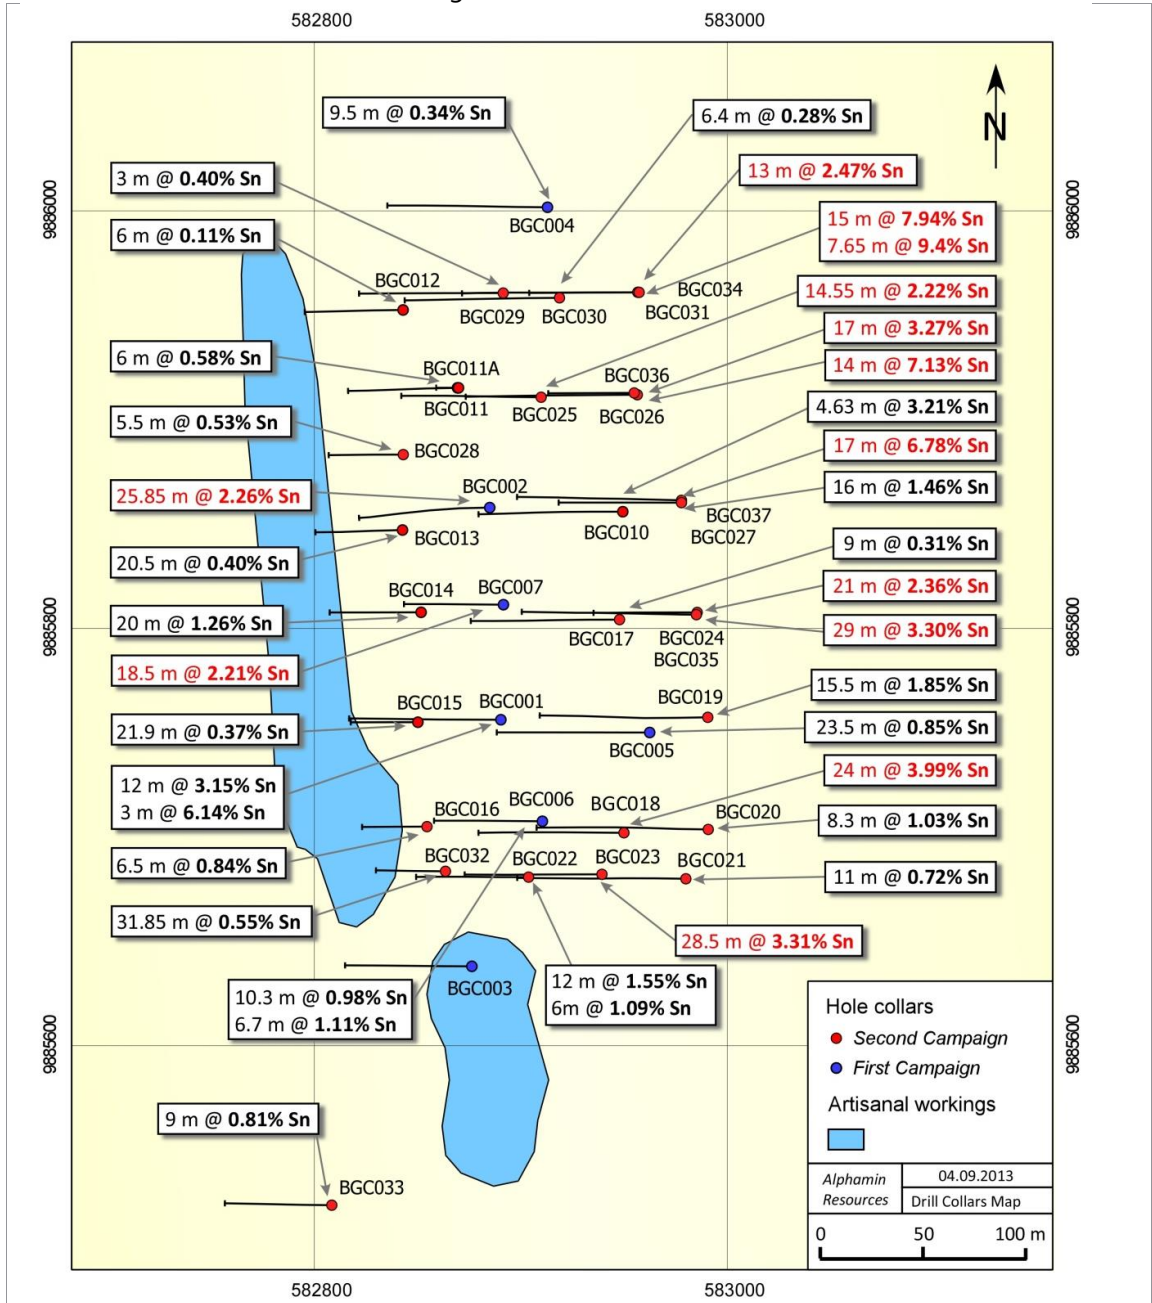 582800
583000
9.5 m @ 0.34% Sn
6.4 m @ 0.28% Sn
N
13 m @ 2.47% Sn
3 m @ 0.40% Sn
9886000
9886000
BGC004
15 m @ 7.94% Sn
7.65 m @ 9.4% Sn
6 m @ 0.11% Sn
BGC012
BGC034
14.55 m @ 2.22% Sn
BGC029
BGC030
BGC031
17 m @ 3.27% Sn
6 m @ 0.58% Sn
BGC011A
BGC036
14 m @ 7.13% Sn
BGC011
BGC025
BGC026
4.63 m @ 3.21% Sn
5.5 m @ 0.53% Sn
BGC028
17 m @ 6.78% Sn
25.85 m @ 2.26% Sn
BGC002
16 m @ 1.46% Sn
BGC037
BGC013
BGC010
BGC027
9 m @ 0.31% Sn
20.5 m @ 0.40% Sn
BGC014
BGC007
21 m @ 2.36% Sn
20 m @ 1.26% Sn
9885800
9885800
BGC017
BGC024
BGC035
29 m @ 3.30% Sn
18.5 m @ 2.21% Sn
15.5 m @ 1.85% Sn
BGC015
BGC001
BGC019
21.9 m @ 0.37% Sn
23.5 m @ 0.85% Sn
BGC005
24 m @ 3.99% Sn
12 m @ 3.15% Sn
3 m @ 6.14% Sn
BGC016
BGC006
BGC018
BGC020
8.3 m @ 1.03% Sn
6.5 m @ 0.84% Sn
BGC032
BGC022
BGC023
BGC021
11 m @ 0.72% Sn
31.85 m @ 0.55% Sn
28.5 m @ 3.31% Sn
BGC003
10.3 m @ 0.98% Sn
6.7 m @ 1.11% Sn
12 m @ 1.55% Sn
6m @ 1.09% Sn
9885600
9885600
Hole collars
Second Campaign
First Campaign
Artisanal workings
9 m @ 0.81% Sn
BGC033
Alphamin
Resources
04.09.2013
Drill Collars Map
0 50 100 m
582800
583000